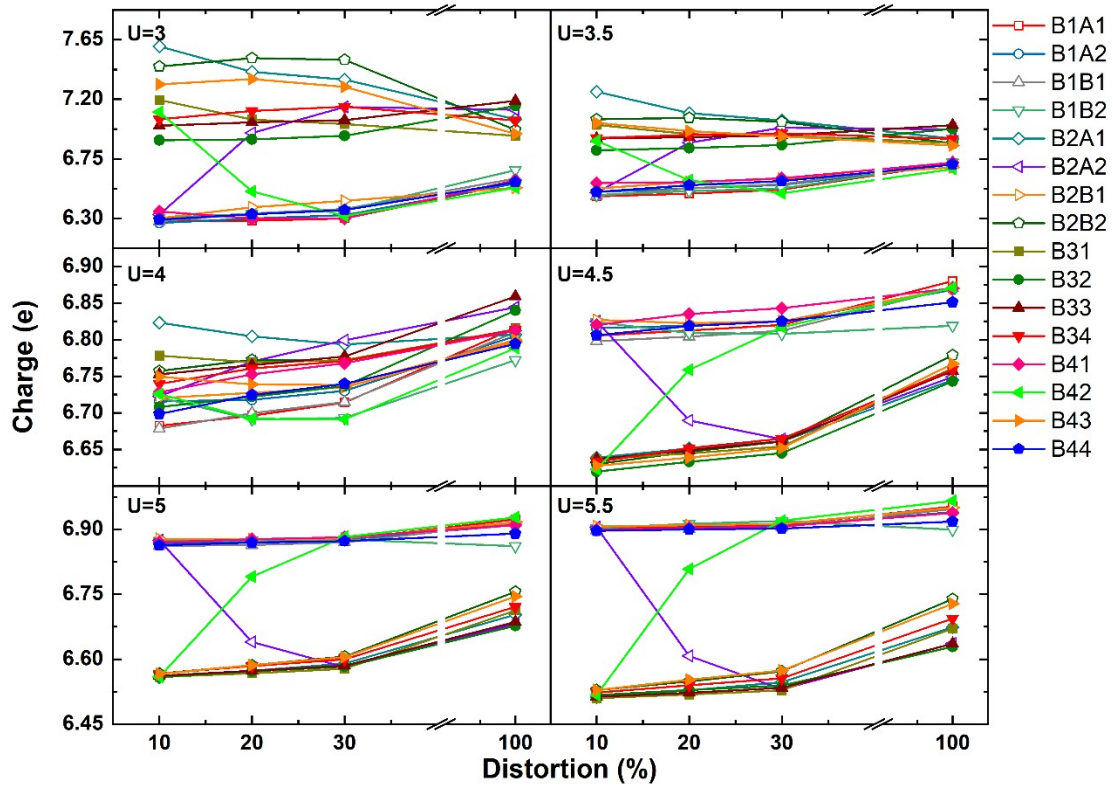 U=3
U=3.5
7.65
7.20
6.75
6.30
U=4
U=4.5
6.90
6.85
6.80
6.75
6.70
6.65
U=5
U=5.5
6.90
6.75
6.60
6.45
Charge (e)
10 20 30 100
10 20 30 100
Distortion (%)
B1A1
B1A2
B1B1
B1B2
B2A1
B2A2
B2B1
B2B2
B31
B32
B33
B34
B41
B42
B43
B44